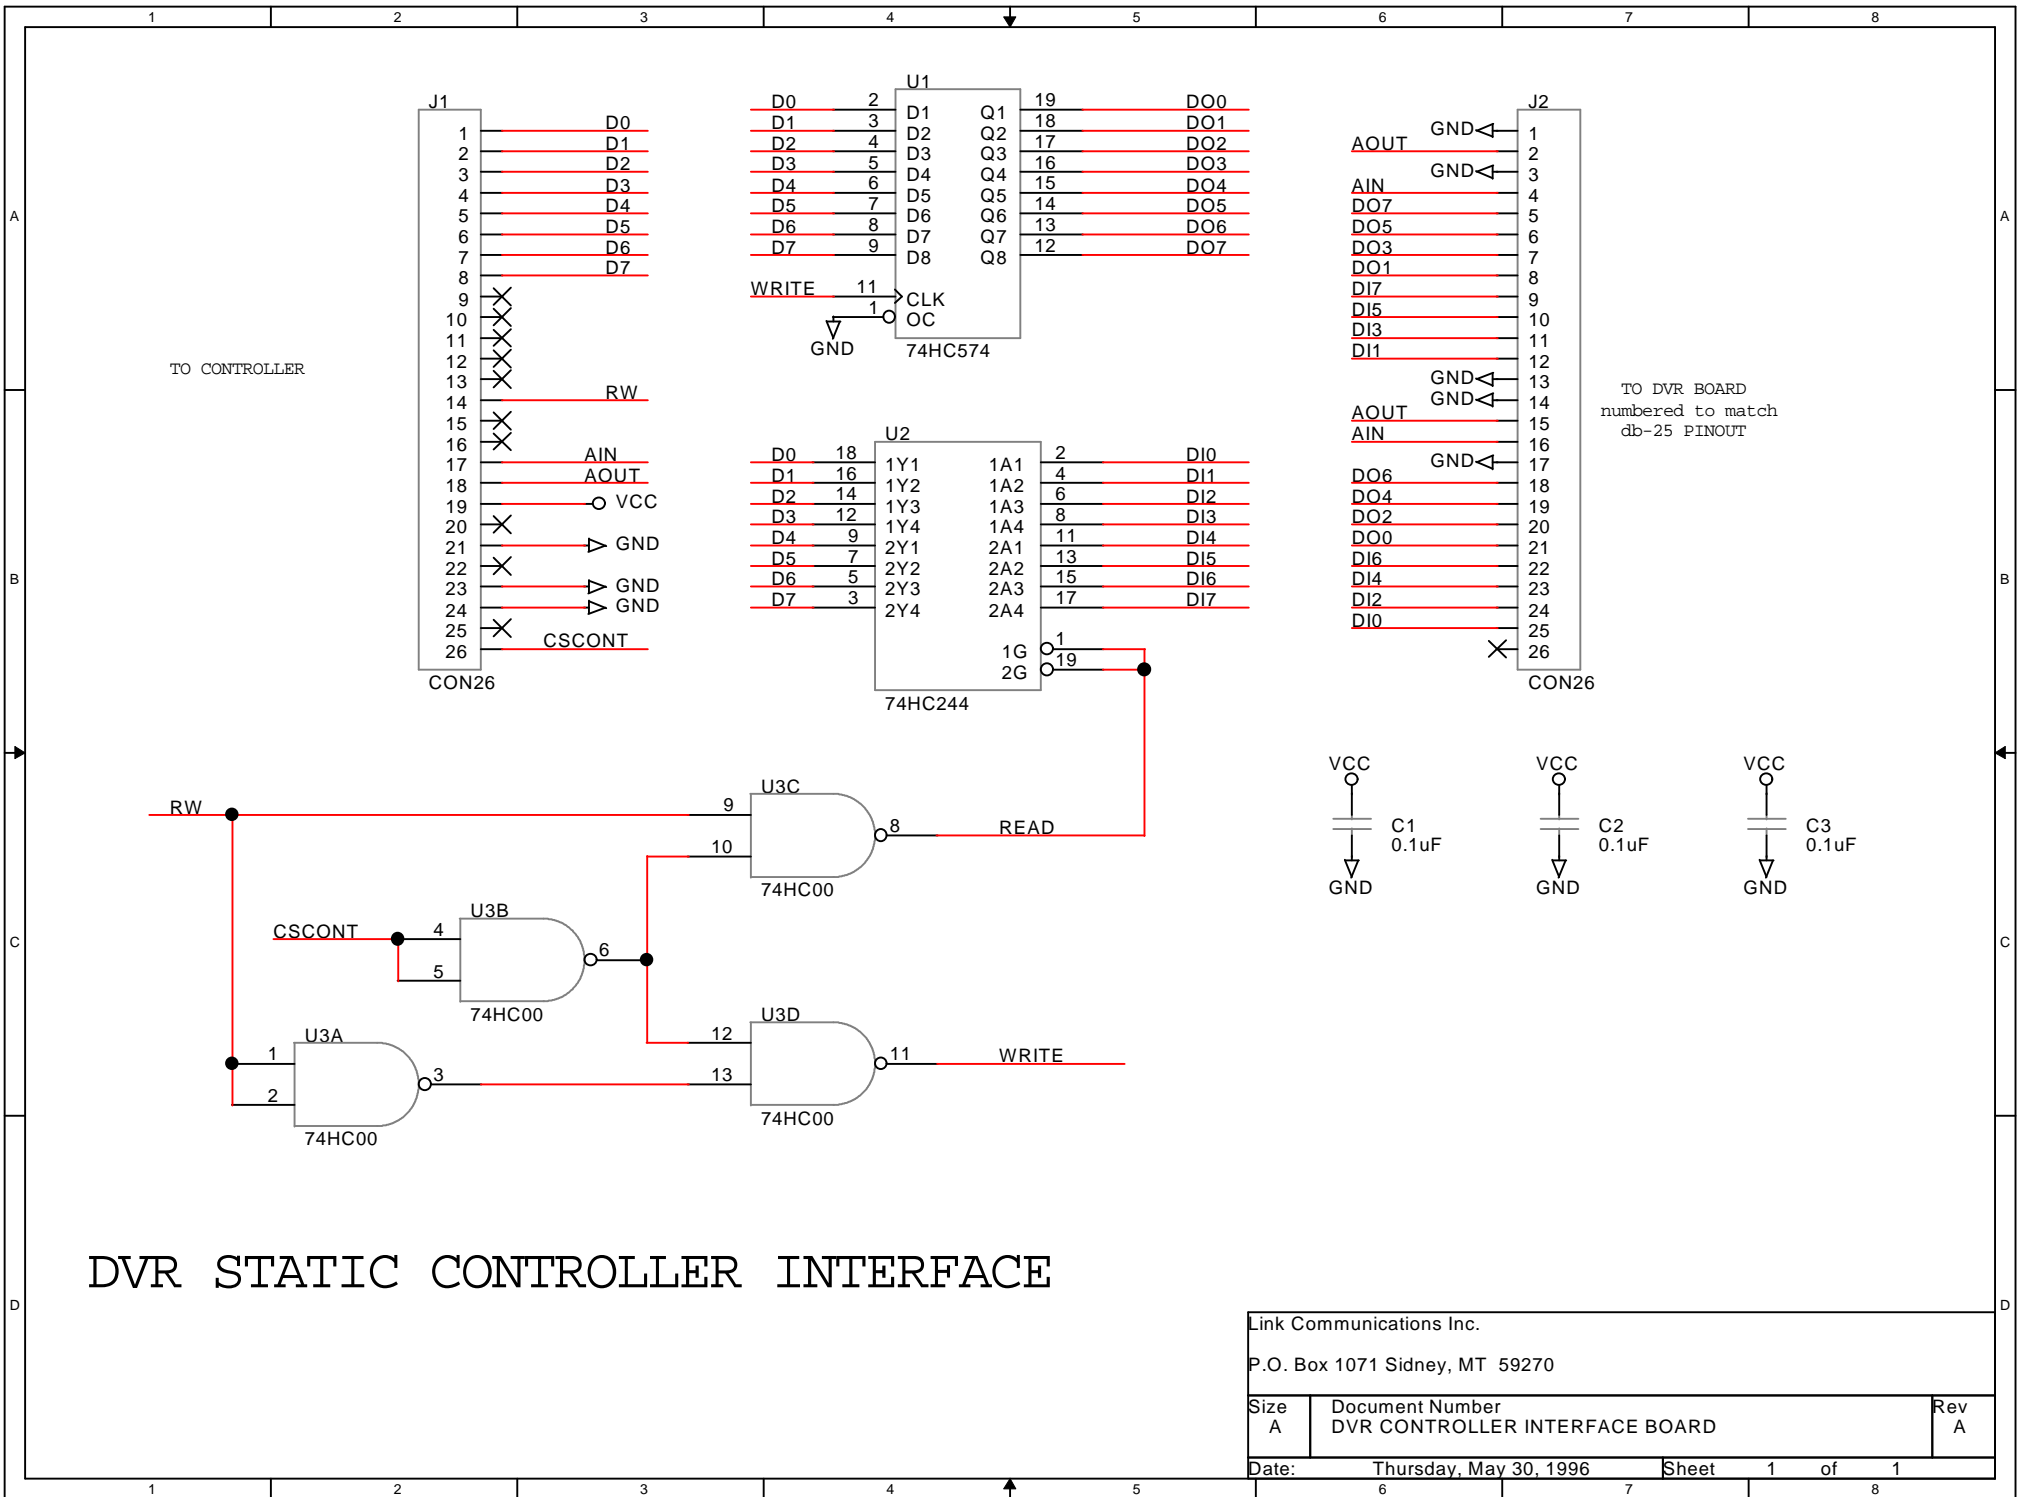 1 2 3 4 5 6 7 8
A
B
C
D
A
B
C
D
1 2 3 4 5 6 7 8
TO CONTROLLER
J1
1 D0
2 D1
3 D2
4 D3
5 D4
6 D5
7 D6
8 D7
9
10
11
12
13
14 RW
15
16
17 AIN
18 AOUT
19 VCC
20
21 GND
22
23 GND
24 GND
25
26 CSCONT
CON26
U1
D0 2 D1 Q1 19 DO0
D1 3 D2 Q2 18 DO1
D2 4 D3 Q3 17 DO2
D3 5 D4 Q4 16 DO3
D4 6 D5 Q5 15 DO4
D5 7 D6 Q6 14 DO5
D6 8 D7 Q7 13 DO6
D7 9 D8 Q8 12 DO7
WRITE 11 CLK
1 OC
GND
74HC574
U2
D0 18 1Y1 1A1 2 DI0
D1 16 1Y2 1A2 4 DI1
D2 14 1Y3 1A3 6 DI2
D3 12 1Y4 1A4 8 DI3
D4 9 2Y1 2A1 11 DI4
D5 7 2Y2 2A2 13 DI5
D6 5 2Y3 2A3 15 DI6
D7 3 2Y4 2A4 17 DI7
1G 1
2G 19
74HC244
J2
GND 1
AOUT 2
GND 3
AIN 4
DO7 5
DO5 6
DO3 7
DO1 8
DI7 9
DI5 10
DI3 11
DI1 12
GND 13
GND 14
AOUT 15
AIN 16
GND 17
DO6 18
DO4 19
DO2 20
DO0 21
DI6 22
DI4 23
DI2 24
DI0 25
26
CON26
TO DVR BOARD
numbered to match
db-25 PINOUT
RW
U3C
9
10
8 READ
74HC00
CSCONT
U3B
4
5
6
74HC00
U3A
1
2
3
74HC00
U3D
12
13
11 WRITE
74HC00
VCC
C1
0.1uF
GND
VCC
C2
0.1uF
GND
VCC
C3
0.1uF
GND
DVR STATIC CONTROLLER INTERFACE
Link Communications Inc.
P.O. Box 1071 Sidney, MT 59270
Size Document Number Rev
A DVR CONTROLLER INTERFACE BOARD A
Date: Thursday, May 30, 1996 Sheet 1 of 1